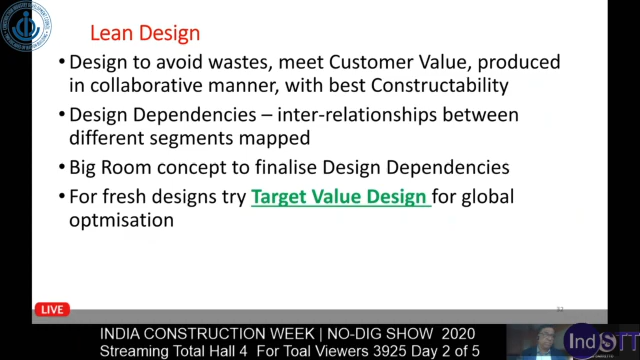 Lean Design
• Design to avoid wastes, meet Customer Value, produced
in collaborative manner, with best Constructability
• Design Dependencies – inter-relationships between
different segments mapped
• Big Room concept to finalise Design Dependencies
• For fresh designs try Target Value Design for global
optmisation
LIVE
32
INDIA CONSTRUCTION WEEK | NO-DIG SHOW 2020
Streaming Total Hall 4 For Toal Viewers 3925 Day 2 of 5